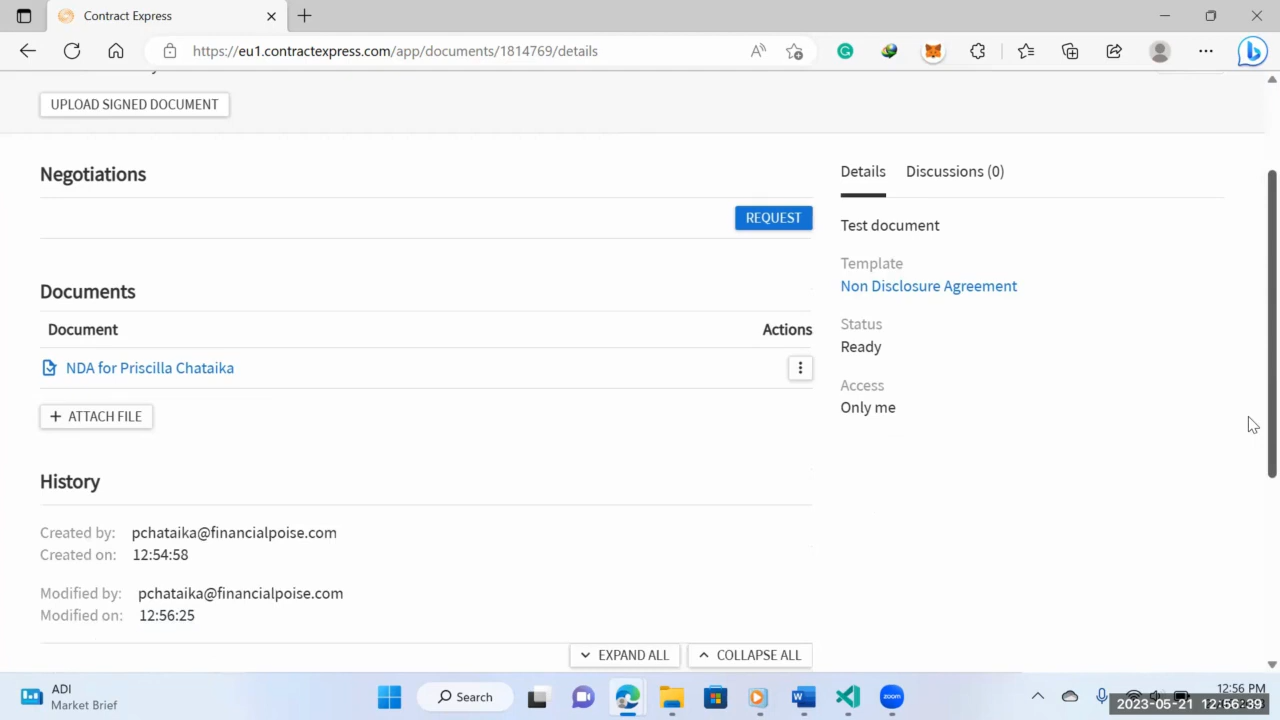 Contract Express
https://eu1.contractexpress.com/app/documents/1814769/details
UPLOAD SIGNED DOCUMENT
Negotiations
REQUEST
Documents
Document Actions
NDA for Priscilla Chataika
+ ATTACH FILE
History
Created by: pchataika@financialpoise.com
Created on: 12:54:58
Modified by: pchataika@financialpoise.com
Modified on: 12:56:25
EXPAND ALL COLLAPSE ALL
Details Discussions (0)
Test document
Template
Non Disclosure Agreement
Status
Ready
Access
Only me
ADI
Market Brief
Search
zoom
12:56 PM
2023-05-21 12:56:39